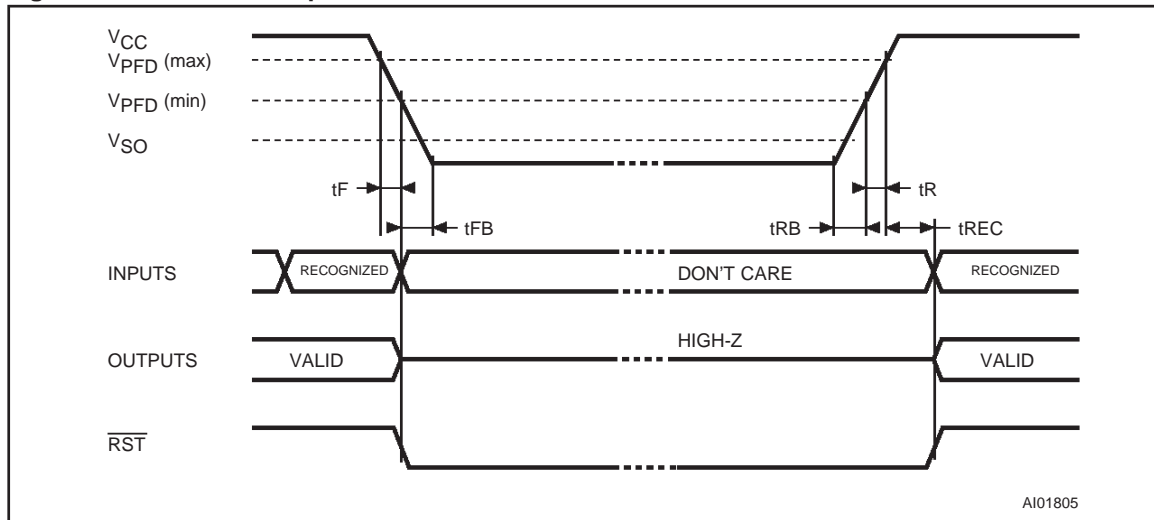 VCC
VPFD (max)
VPFD (min)
VSO
tF
tR
tFB
tRB
tREC
INPUTS
RECOGNIZED
DON'T CARE
RECOGNIZED
HIGH-Z
OUTPUTS
VALID
VALID
RST
AI01805